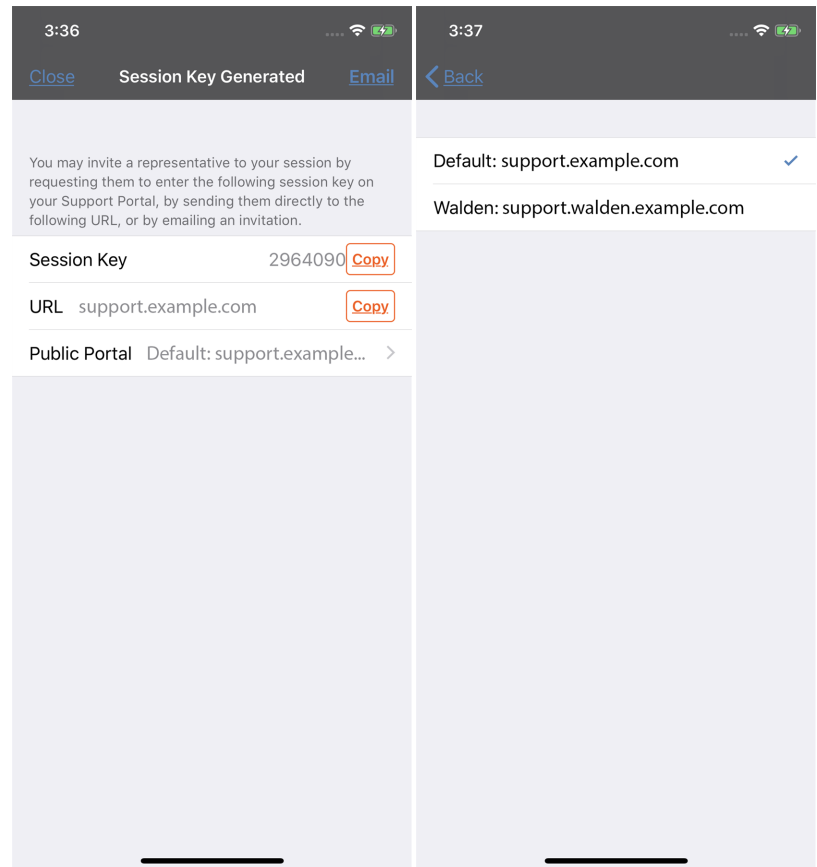 3:36
Close Session Key Generated Email
You may invite a representative to your session by
requesting them to enter the following session key on
your Support Portal, by sending them directly to the
following URL, or by emailing an invitation.
Session Key 2964090 Copy
URL support.example.com Copy
Public Portal Default: support.example...
3:37
Back
Default: support.example.com
Walden: support.walden.example.com